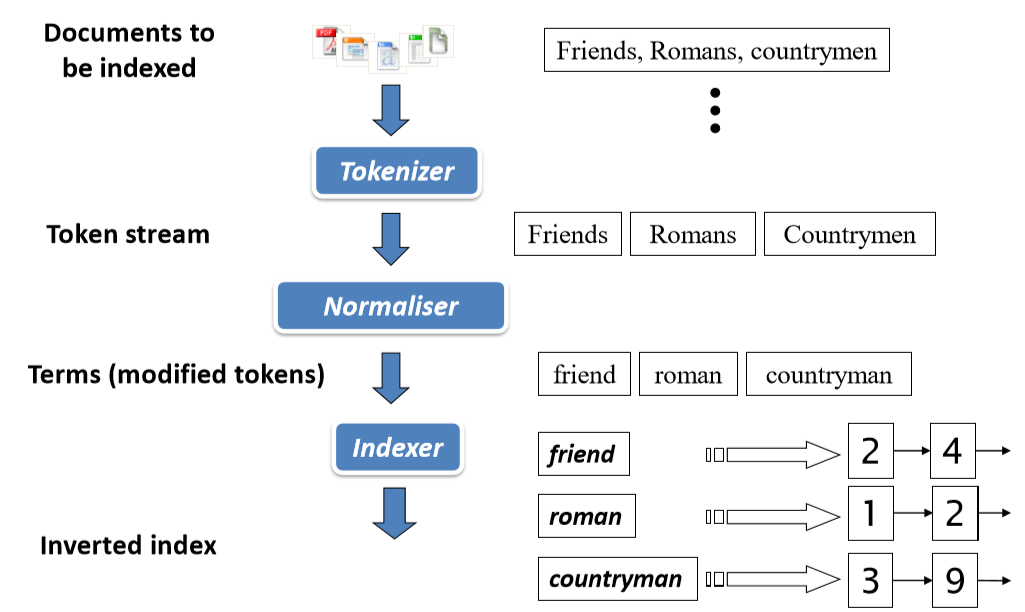 Documents to
be indexed
PDF
Friends, Romans, countrymen
Tokenizer
Token stream
Friends Romans Countrymen
Normaliser
Terms (modified tokens)
friend roman countryman
Indexer
friend 2 4
roman 1 2
Inverted index
countryman 3 9